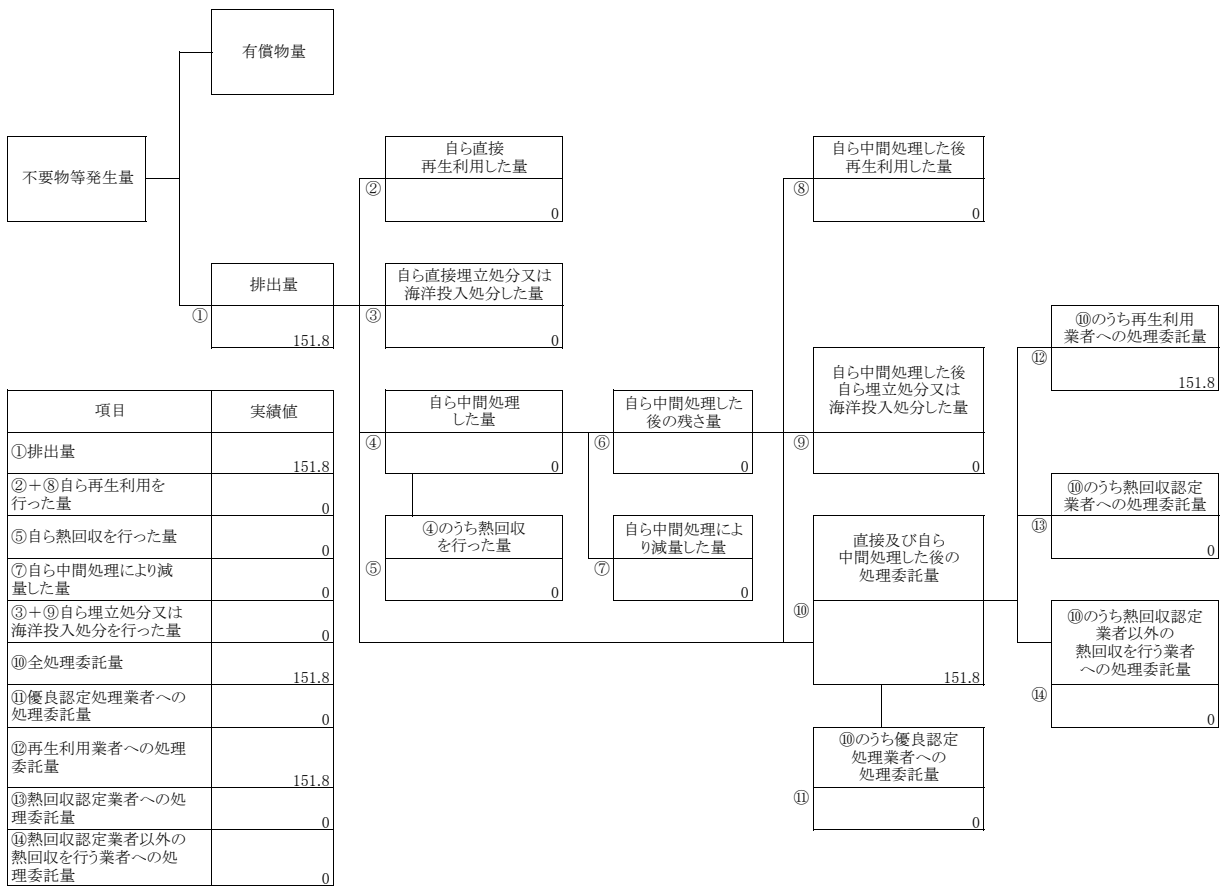 有償物量
不要物等発生量
排出量
①
151.8
自ら直接
再生利用した量
②
0
自ら直接埋立処分又は
海洋投入処分した量
③
0
自ら中間処理
した量
④
0
④のうち熱回収
を行った量
⑤
0
自ら中間処理した
後の残さ量
⑥
0
自ら中間処理によ
り減量した量
⑦
0
自ら中間処理した後
再生利用した量
⑧
0
自ら中間処理した後
自ら埋立処分又は
海洋投入処分した量
⑨
0
直接及び自ら
中間処理した後の
処理委託量
⑩
151.8
⑩のうち優良認定
処理業者への
処理委託量
⑪
0
⑩のうち再生利用
業者への処理委託量
⑫
151.8
⑩のうち熱回収認定
業者への処理委託量
⑬
0
⑩のうち熱回収認定
業者以外の
熱回収を行う業者
への処理委託量
⑭
0
項目 実績値
①排出量
151.8
②+⑧自ら再生利用を
行った量
0
⑤自ら熱回収を行った量
0
⑦自ら中間処理により減
量した量
0
③+⑨自ら埋立処分又は
海洋投入処分を行った量
0
⑩全処理委託量
151.8
⑪優良認定処理業者への
処理委託量
0
⑫再生利用業者への処理
委託量
151.8
⑬熱回収認定業者への処
理委託量
0
⑭熱回収認定業者以外の
熱回収を行う業者への処
理委託量
0